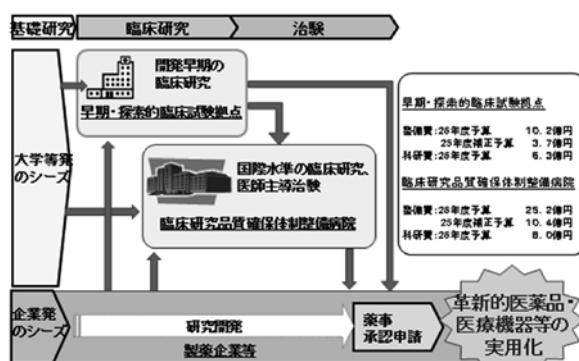 基礎研究
臨床研究
治験
開発早期の
臨床研究
早期・探索的臨床試験拠点
大学等発
のシーズ
国際水準の臨床研究、
医師主導治験
臨床研究品質確保体制整備病院
早期・探索的臨床試験拠点
整備費:26年度予算 10.2億円
25年度補正予算 3.7億円
科研費:26年度予算 6.3億円
臨床研究品質確保体制整備病院
整備費:26年度予算 25.2億円
25年度補正予算 10.4億円
科研費:26年度予算 8.0億円
企業発
のシーズ
研究開発
製薬企業等
薬事
承認申請
革新的医薬品・
医療機器等の
実用化